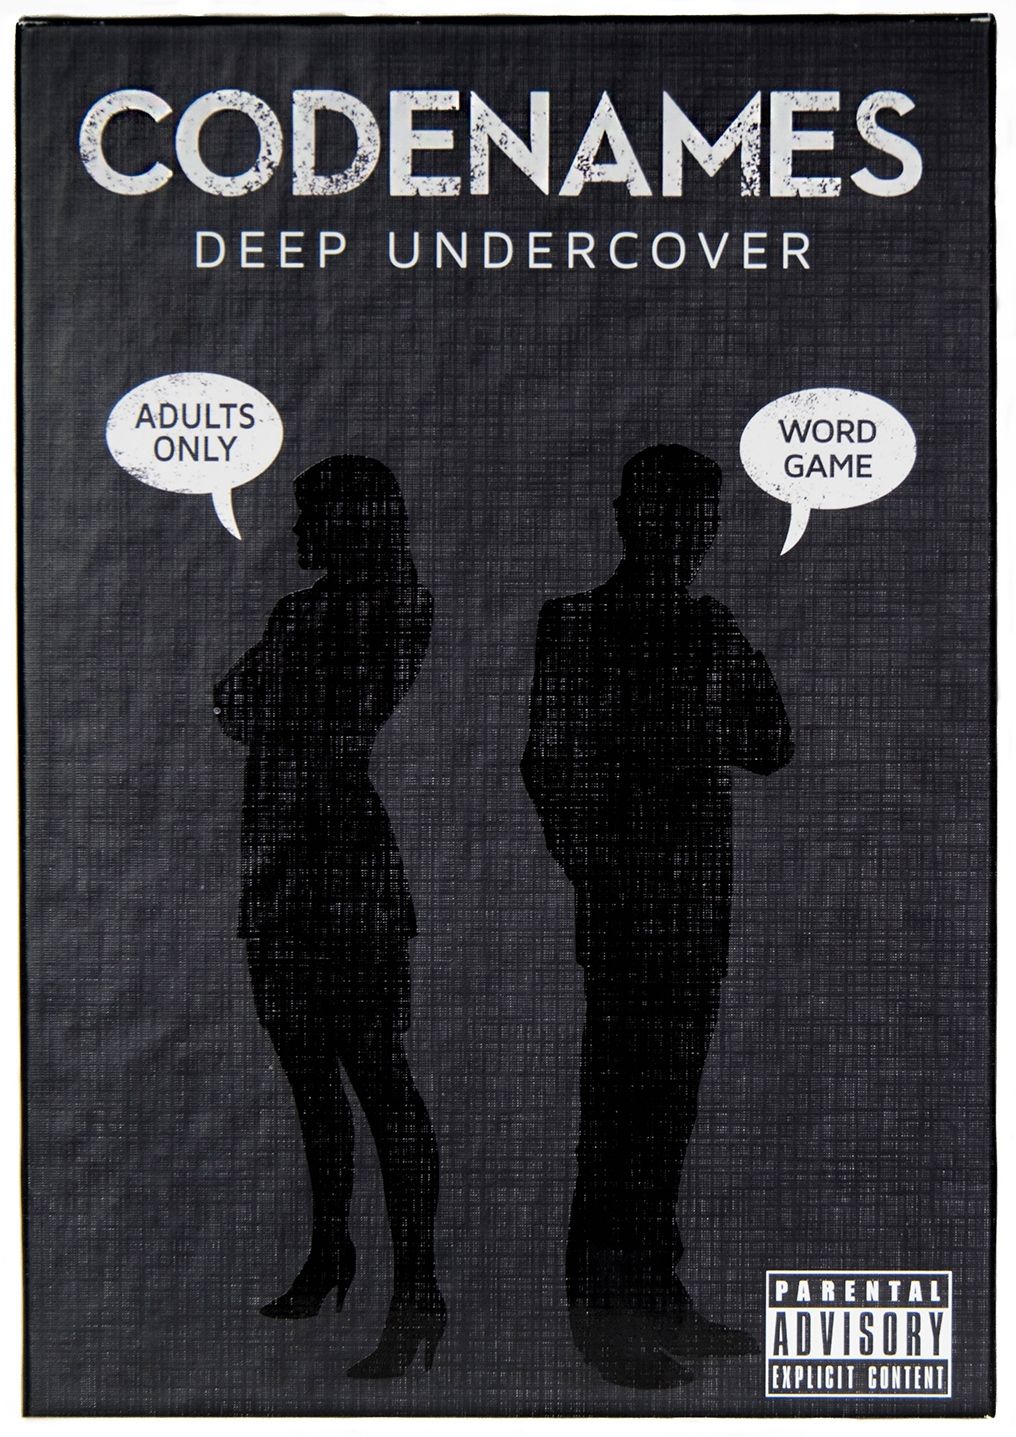 CODENAMES
DEEP UNDERCOVER
ADULTS
ONLY
WORD
GAME
PARENTAL
ADVISORY
EXPLICIT CONTENT